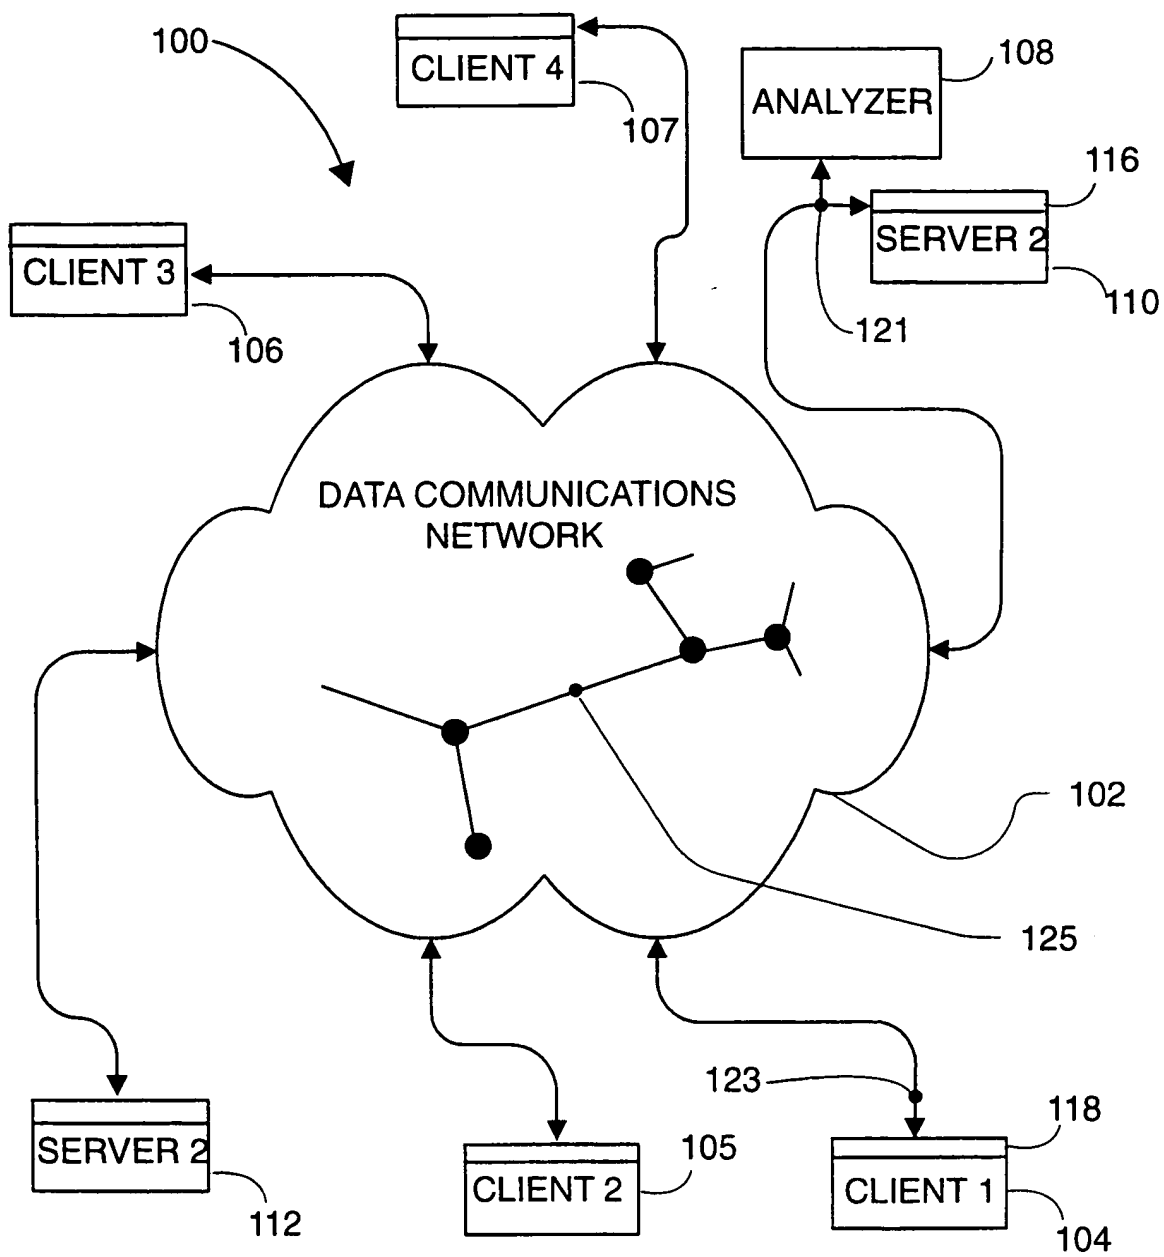 100
CLIENT 4
107
ANALYZER
108
116
SERVER 2
110
121
CLIENT 3
106
DATA COMMUNICATIONS
NETWORK
102
125
123
SERVER 2
112
CLIENT 2
105
118
CLIENT 1
104